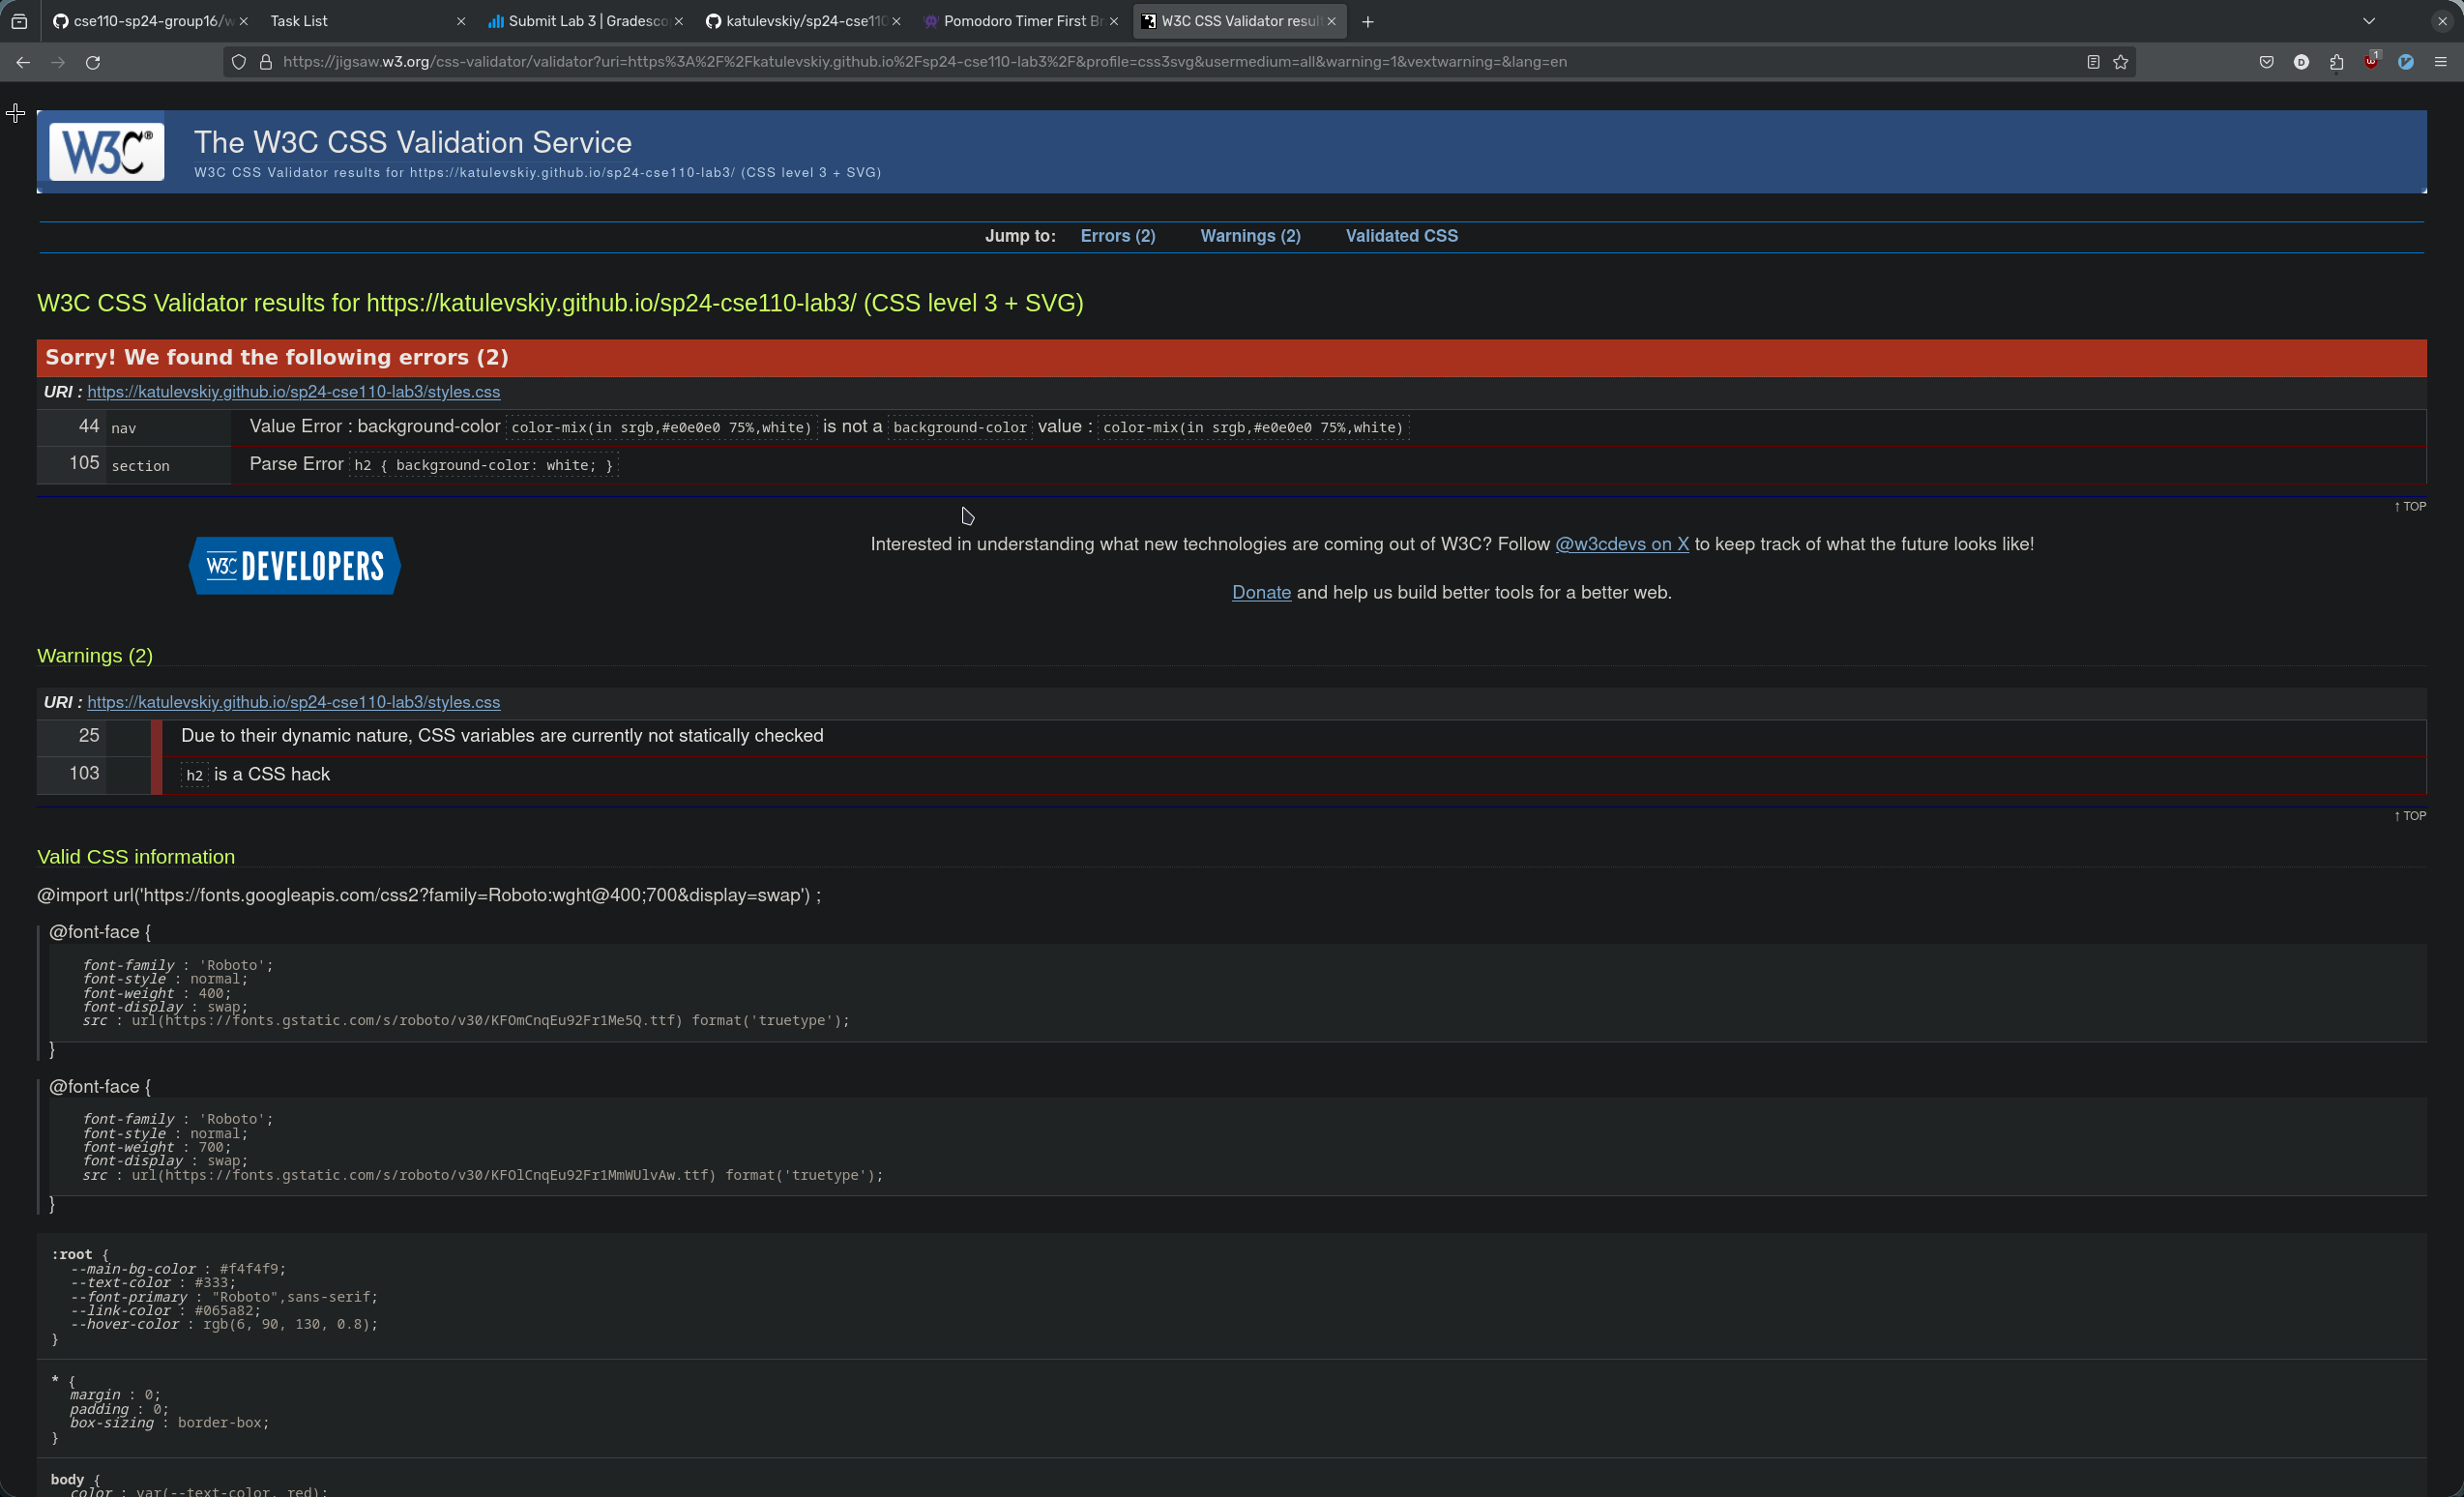 cse110-sp24-group16/w
Task List
Submit Lab 3 | Gradesco
katulevskiy/sp24-cse110
Pomodoro Timer First Br
W3C CSS Validator resul
https://jigsaw.w3.org/css-validator/validator?uri=https%3A%2F%2Fkatulevskiy.github.io%2Fsp24-cse110-lab3%2F&profile=css3svg&usermedium=all&warning=1&vextwarning=&lang=en
D
1
W3C®
The W3C CSS Validation Service
W3C CSS Validator results for https://katulevskiy.github.io/sp24-cse110-lab3/ (CSS level 3 + SVG)
Jump to: Errors (2) Warnings (2) Validated CSS
W3C CSS Validator results for https://katulevskiy.github.io/sp24-cse110-lab3/ (CSS level 3 + SVG)
Sorry! We found the following errors (2)
URI : https://katulevskiy.github.io/sp24-cse110-lab3/styles.css
44 nav Value Error : background-color color-mix(in srgb,#e0e0e0 75%,white) is not a background-color value : color-mix(in srgb,#e0e0e0 75%,white)
105 section Parse Error h2 { background-color: white; }
↑ TOP
W3C DEVELOPERS
Interested in understanding what new technologies are coming out of W3C? Follow @w3cdevs on X to keep track of what the future looks like!
Donate and help us build better tools for a better web.
Warnings (2)
URI : https://katulevskiy.github.io/sp24-cse110-lab3/styles.css
25 Due to their dynamic nature, CSS variables are currently not statically checked
103 h2 is a CSS hack
↑ TOP
Valid CSS information
@import url('https://fonts.googleapis.com/css2?family=Roboto:wght@400;700&display=swap') ;
@font-face {
font-family : 'Roboto';
font-style : normal;
font-weight : 400;
font-display : swap;
src : url(https://fonts.gstatic.com/s/roboto/v30/KFOmCnqEu92Fr1Me5Q.ttf) format('truetype');
}
@font-face {
font-family : 'Roboto';
font-style : normal;
font-weight : 700;
font-display : swap;
src : url(https://fonts.gstatic.com/s/roboto/v30/KFOlCnqEu92Fr1MmWUlvAw.ttf) format('truetype');
}
:root {
--main-bg-color : #f4f4f9;
--text-color : #333;
--font-primary : "Roboto",sans-serif;
--link-color : #065a82;
--hover-color : rgb(6, 90, 130, 0.8);
}
* {
margin : 0;
padding : 0;
box-sizing : border-box;
}
body {
color : var(--text-color, red);